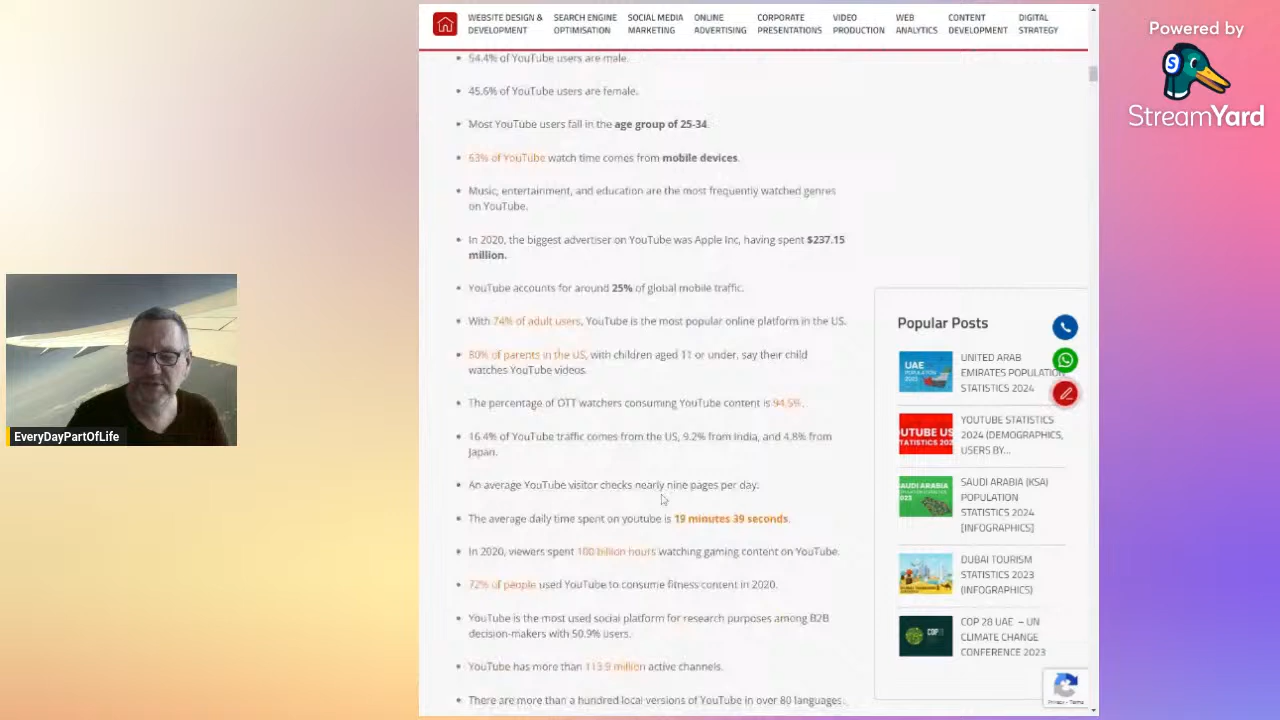 WEBSITE DESIGN &
DEVELOPMENT
SEARCH ENGINE
OPTIMISATION
SOCIAL MEDIA
MARKETING
ONLINE
ADVERTISING
CORPORATE
PRESENTATIONS
VIDEO
PRODUCTION
WEB
ANALYTICS
CONTENT
DEVELOPMENT
DIGITAL
STRATEGY
Powered by
StreamYard
54.4% of YouTube users are male.
45.6% of YouTube users are female.
Most YouTube users fall in the age group of 25-34.
63% of YouTube watch time comes from mobile devices.
Music, entertainment, and education are the most frequently watched genres
on YouTube.
In 2020, the biggest advertiser on YouTube was Apple Inc, having spent $237.15
million.
YouTube accounts for around 25% of global mobile traffic.
With 74% of adult users, YouTube is the most popular online platform in the US.
80% of parents in the US, with children aged 11 or under, say their child
watches YouTube videos.
The percentage of OTT watchers consuming YouTube content is 94.5%.
16.4% of YouTube traffic comes from the US, 9.2% from India, and 4.8% from
Japan.
An average YouTube visitor checks nearly nine pages per day.
The average daily time spent on youtube is 19 minutes 39 seconds.
In 2020, viewers spent 100 billion hours watching gaming content on YouTube.
72% of people used YouTube to consume fitness content in 2020.
YouTube is the most used social platform for research purposes among B2B
decision-makers with 50.9% users.
YouTube has more than 113.9 million active channels.
There are more than a hundred local versions of YouTube in over 80 languages.
Popular Posts
UAE
POPULATION
UNITED ARAB
EMIRATES POPULATION
STATISTICS 2024
YOUTUBE STATISTICS
2024 (DEMOGRAPHICS,
USERS BY...
SAUDI ARABIA
SAUDI ARABIA (KSA)
POPULATION
STATISTICS 2024
[INFOGRAPHICS]
DUBAI TOURISM
STATISTICS 2023
(INFOGRAPHICS)
COP
COP 28 UAE – UN
CLIMATE CHANGE
CONFERENCE 2023
Privacy - Terms
EveryDayPartOfLife